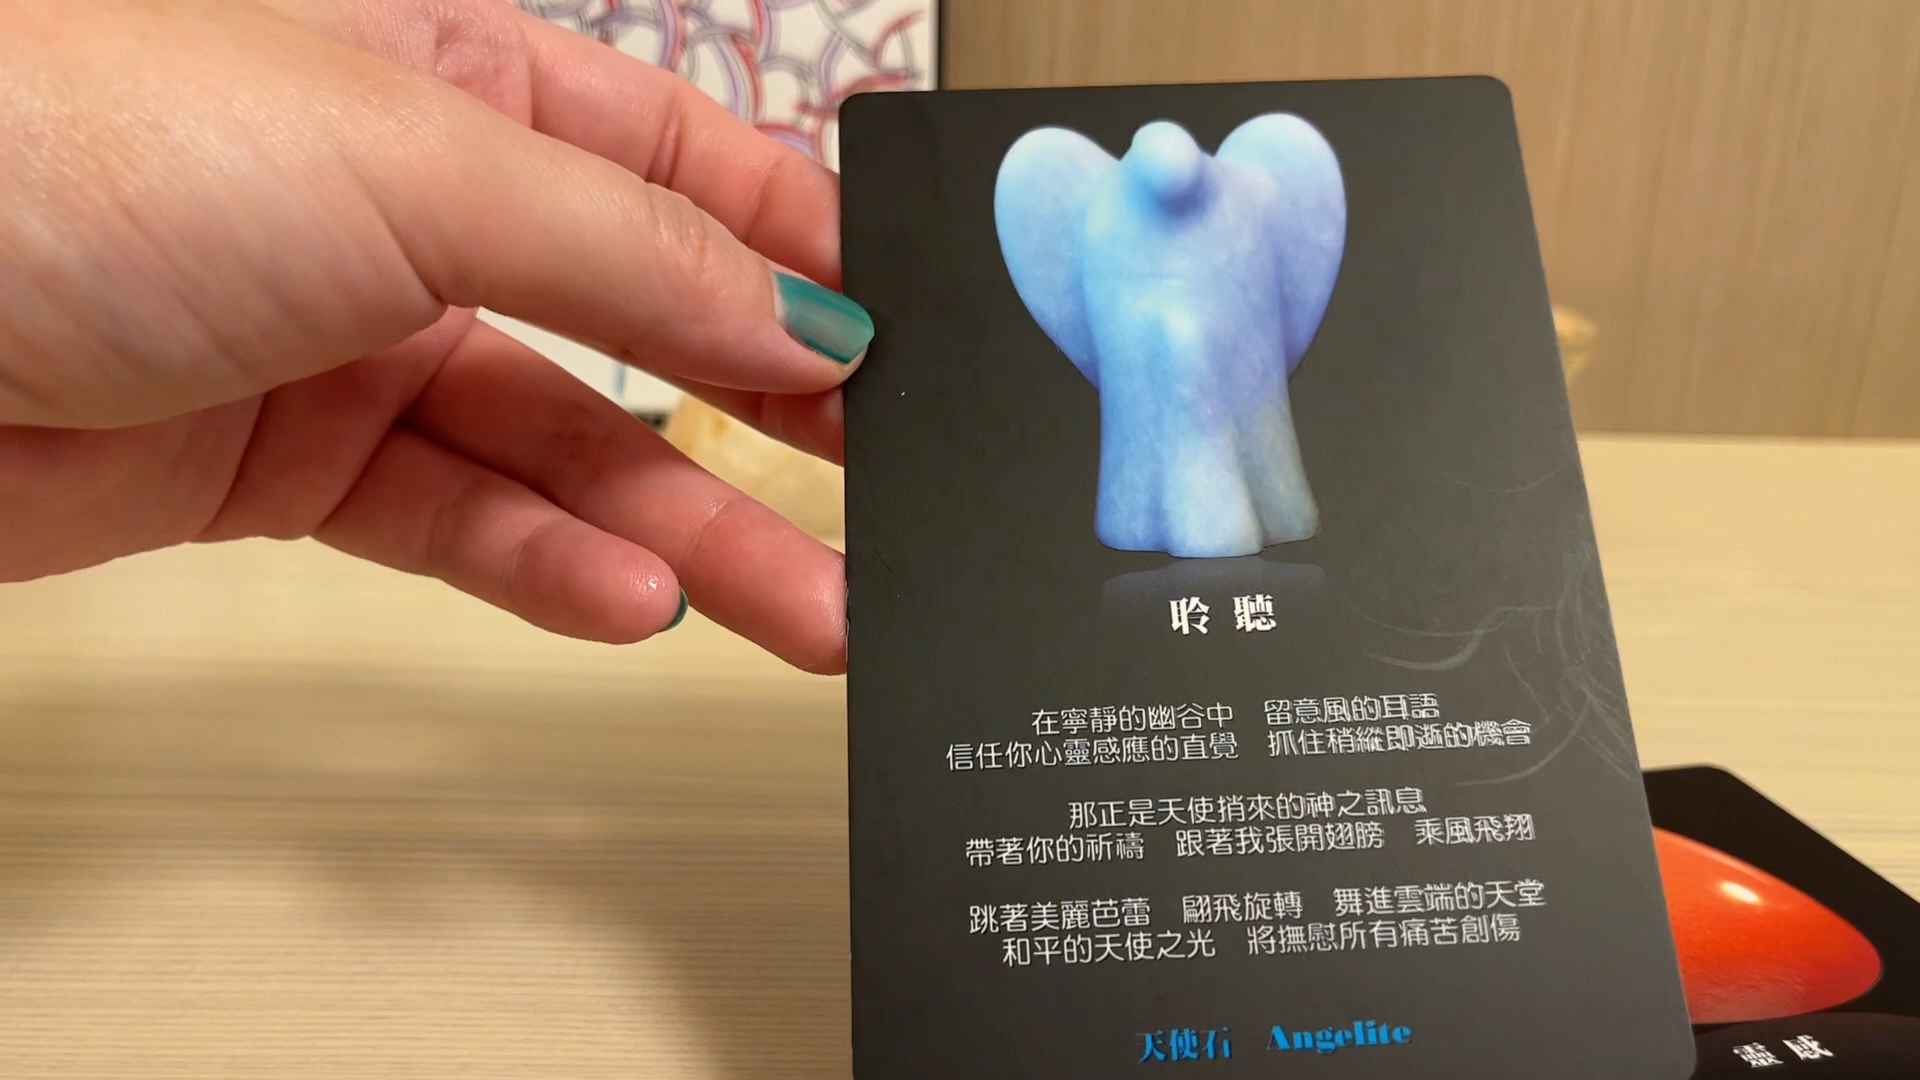 聆聽
在寧靜的幽谷中 留意風的耳語
信任你心靈感應的直覺 抓住稍縱即逝的機會
那正是天使捎來的神之訊息
帶著你的祈禱 跟著我張開翅膀 乘風飛翔
跳著美麗芭蕾 翩飛旋轉 舞進雲端的天堂
和平的天使之光 將撫慰所有痛苦創傷
天使石 Angelite
靈感